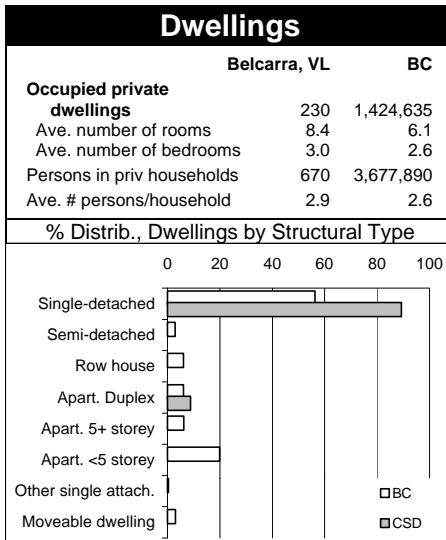 Dwellings
Belcarra, VL BC
Occupied private
dwellings 230 1,424,635
Ave. number of rooms 8.4 6.1
Ave. number of bedrooms 3.0 2.6
Persons in priv households 670 3,677,890
Ave. # persons/household 2.9 2.6
% Distrib., Dwellings by Structural Type
0 20 40 60 80 100
Single-detached
Semi-detached
Row house
Apart. Duplex
Apart. 5+ storey
Apart. <5 storey
Other single attach.
BC
Moveable dwelling
CSD